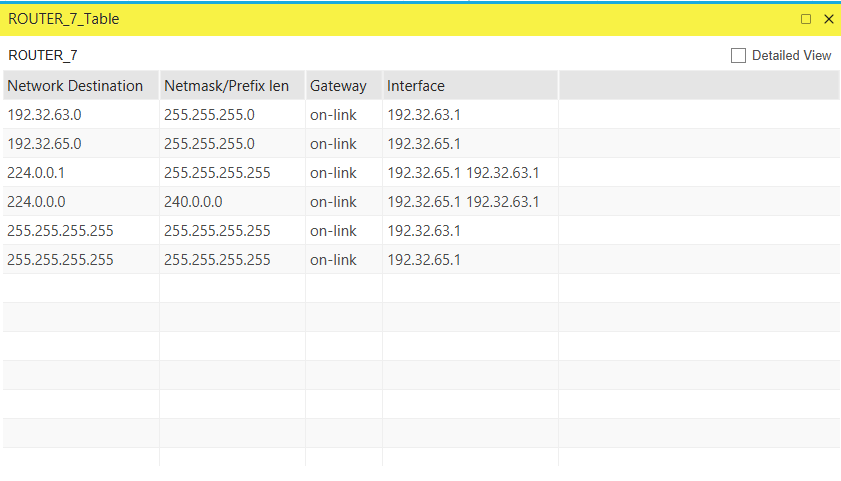 ROUTER_7_Table
ROUTER_7 Detailed View
Network Destination Netmask/Prefix len Gateway Interface
192.32.63.0 255.255.255.0 on-link 192.32.63.1
192.32.65.0 255.255.255.0 on-link 192.32.65.1
224.0.0.1 255.255.255.255 on-link 192.32.65.1 192.32.63.1
224.0.0.0 240.0.0.0 on-link 192.32.65.1 192.32.63.1
255.255.255.255 255.255.255.255 on-link 192.32.63.1
255.255.255.255 255.255.255.255 on-link 192.32.65.1